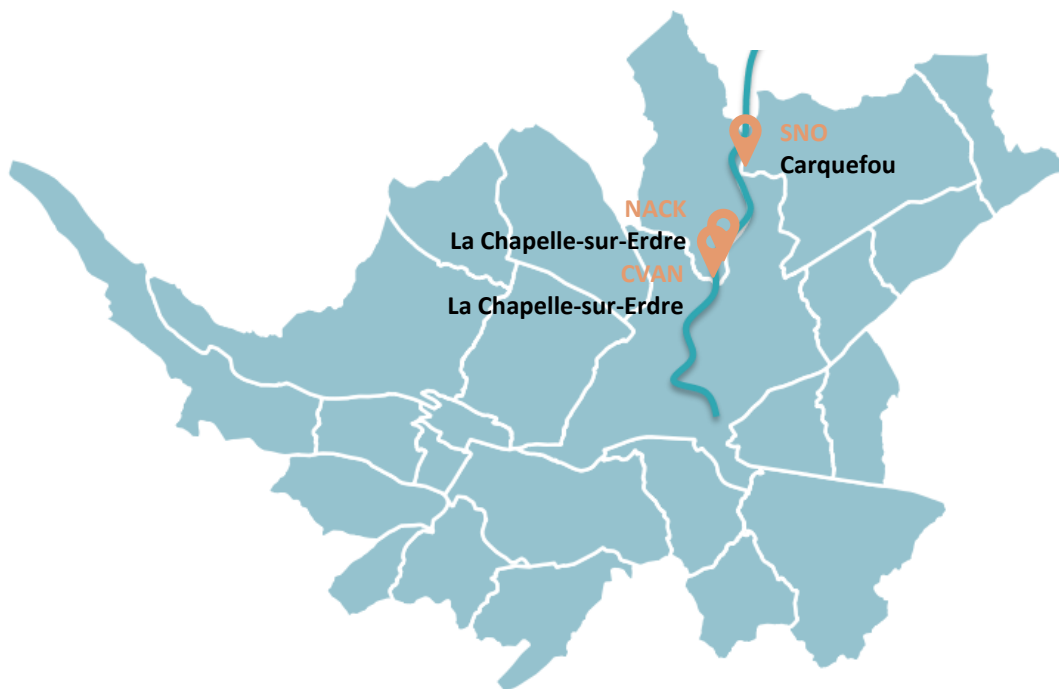 SNO
Carquefou
NACK
La Chapelle-sur-Erdre
CVAN
La Chapelle-sur-Erdre